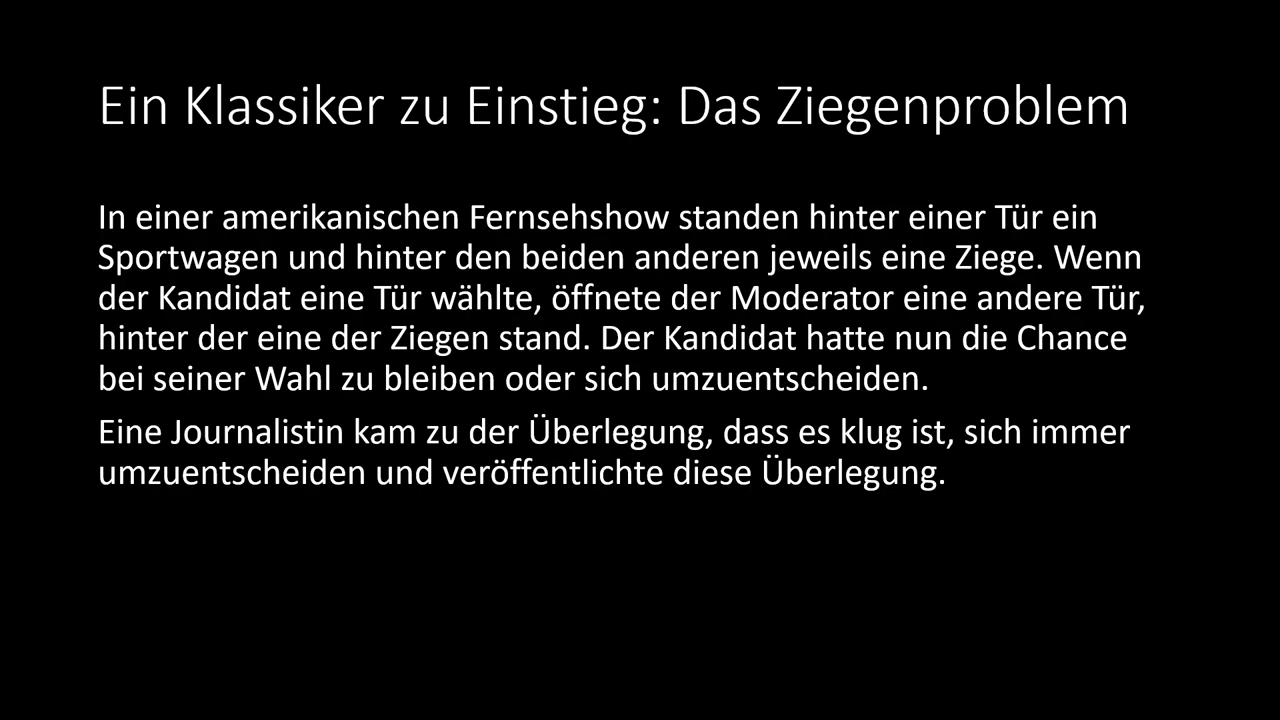 Ein Klassiker zu Einstieg: Das Ziegenproblem
In einer amerikanischen Fernsehshow standen hinter einer Tür ein
Sportwagen und hinter den beiden anderen jeweils eine Ziege. Wenn
der Kandidat eine Tür wählte, öffnete der Moderator eine andere Tür,
hinter der eine der Ziegen stand. Der Kandidat hatte nun die Chance
bei seiner Wahl zu bleiben oder sich umzuentscheiden.
Eine Journalistin kam zu der Überlegung, dass es klug ist, sich immer
umzuentscheiden und veröffentlichte diese Überlegung.